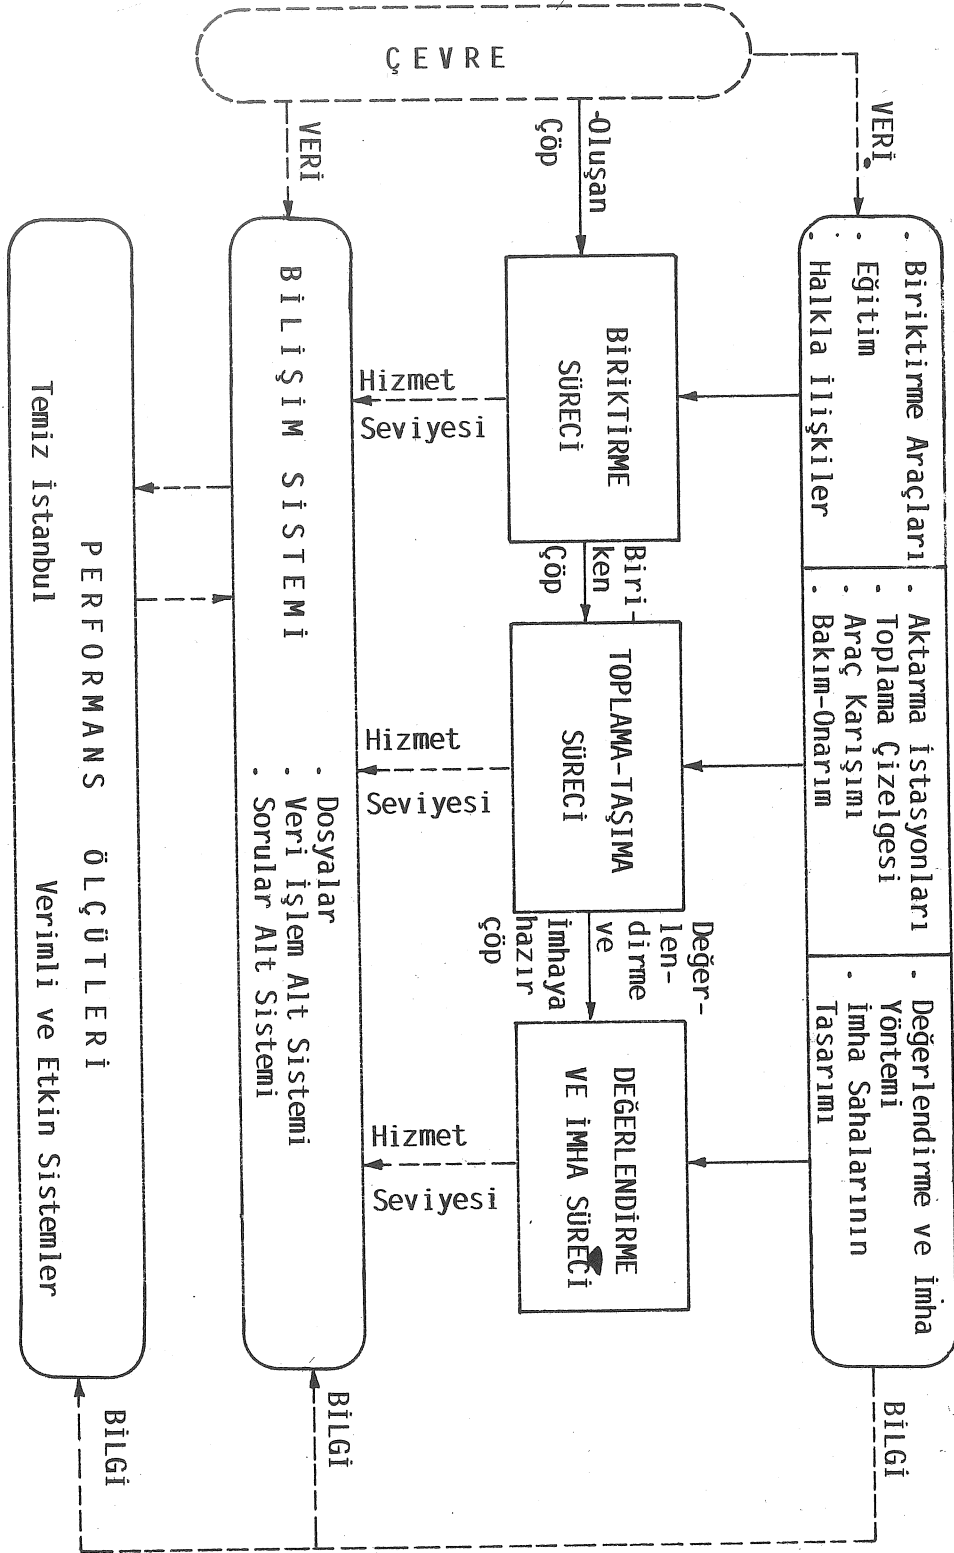 ÇEVRE
VERİ
VERİ
-Oluşan
Çöp
. Biriktirme Araçları
. Eğitim
. Halkla İlişkiler
. Aktarma İstasyonları
. Toplama Çizelgesi
. Araç Karışımı
. Bakım-Onarım
. Değerlendirme ve İmha
Yöntemi
. İmha Sahalarının
Tasarımı
BİRİKTİRME
SÜRECİ
Biri-
ken
Çöp
TOPLAMA-TAŞIMA
SÜRECİ
Değer-
len-
dirme
ve
İmhaya
hazır
çöp
DEĞERLENDİRME
VE İMHA SÜRECİ
Hizmet
Seviyesi
Hizmet
Seviyesi
Hizmet
Seviyesi
BİLİŞİM SİSTEMİ
. Dosyalar
. Veri İşlem Alt Sistemi
. Sorular Alt Sistemi
PERFORMANS ÖLÇÜTLERİ
Temiz İstanbul
Verimli ve Etkin Sistemler
BİLGİ
BİLGİ
BİLGİ